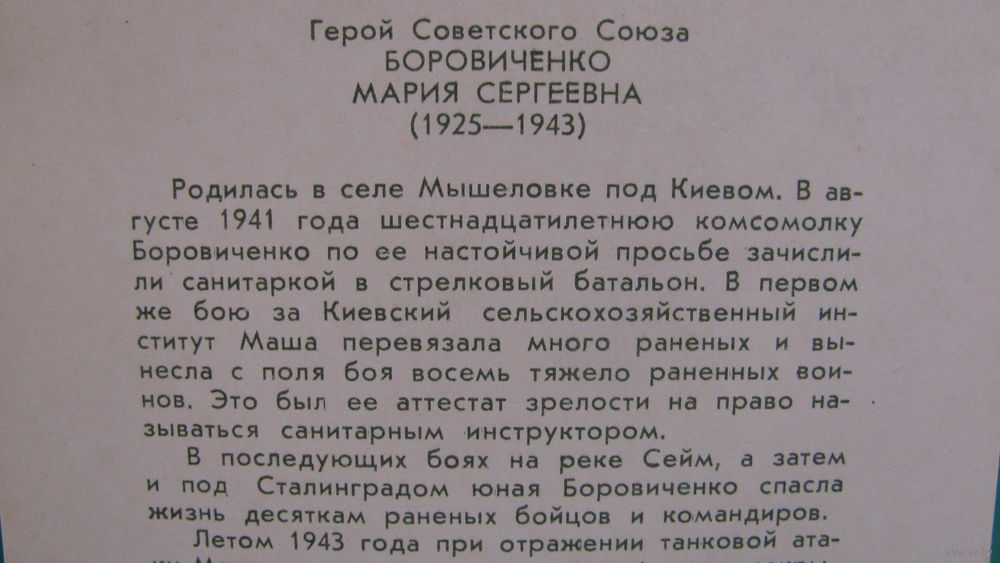 Герой Советского Союза
БОРОВИЧЕНКО
МАРИЯ СЕРГЕЕВНА
(1925—1943)
Родилась в селе Мышеловке под Киевом. В ав-
густе 1941 года шестнадцатилетнюю комсомолку
Боровиченко по ее настойчивой просьбе зачисли-
ли санитаркой в стрелковый батальон. В первом
же бою за Киевский сельскохозяйственный ин-
ститут Маша перевязала много раненых и вы-
несла с поля боя восемь тяжело раненных вои-
нов. Это был ее аттестат зрелости на право на-
зываться санитарным инструктором.
В последующих боях на реке Сейм, а затем
и под Сталинградом юная Боровиченко спасла
жизнь десяткам раненых бойцов и командиров.
Летом 1943 года при отражении танковой ата-